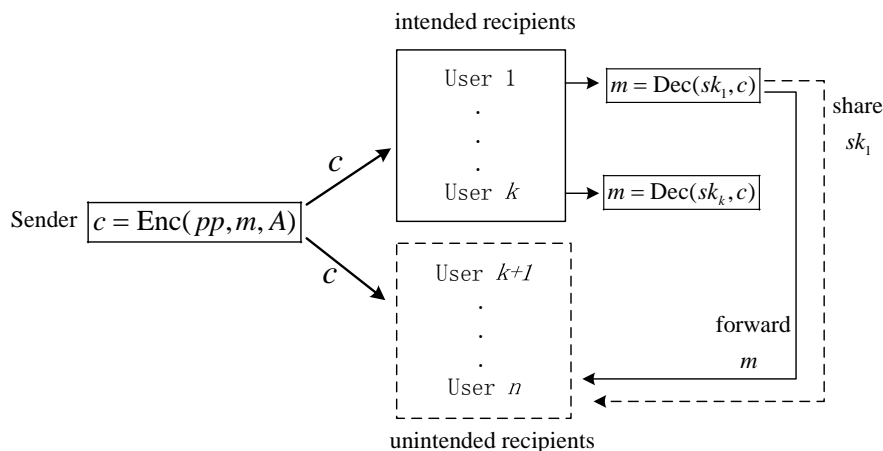 intended recipients
User 1
.
.
.
User k
m = Dec(sk₁, c)
m = Dec(skₖ, c)
share
sk₁
c
Sender
c = Enc(pp, m, A)
c
User k+1
.
.
.
User n
forward
m
unintended recipients